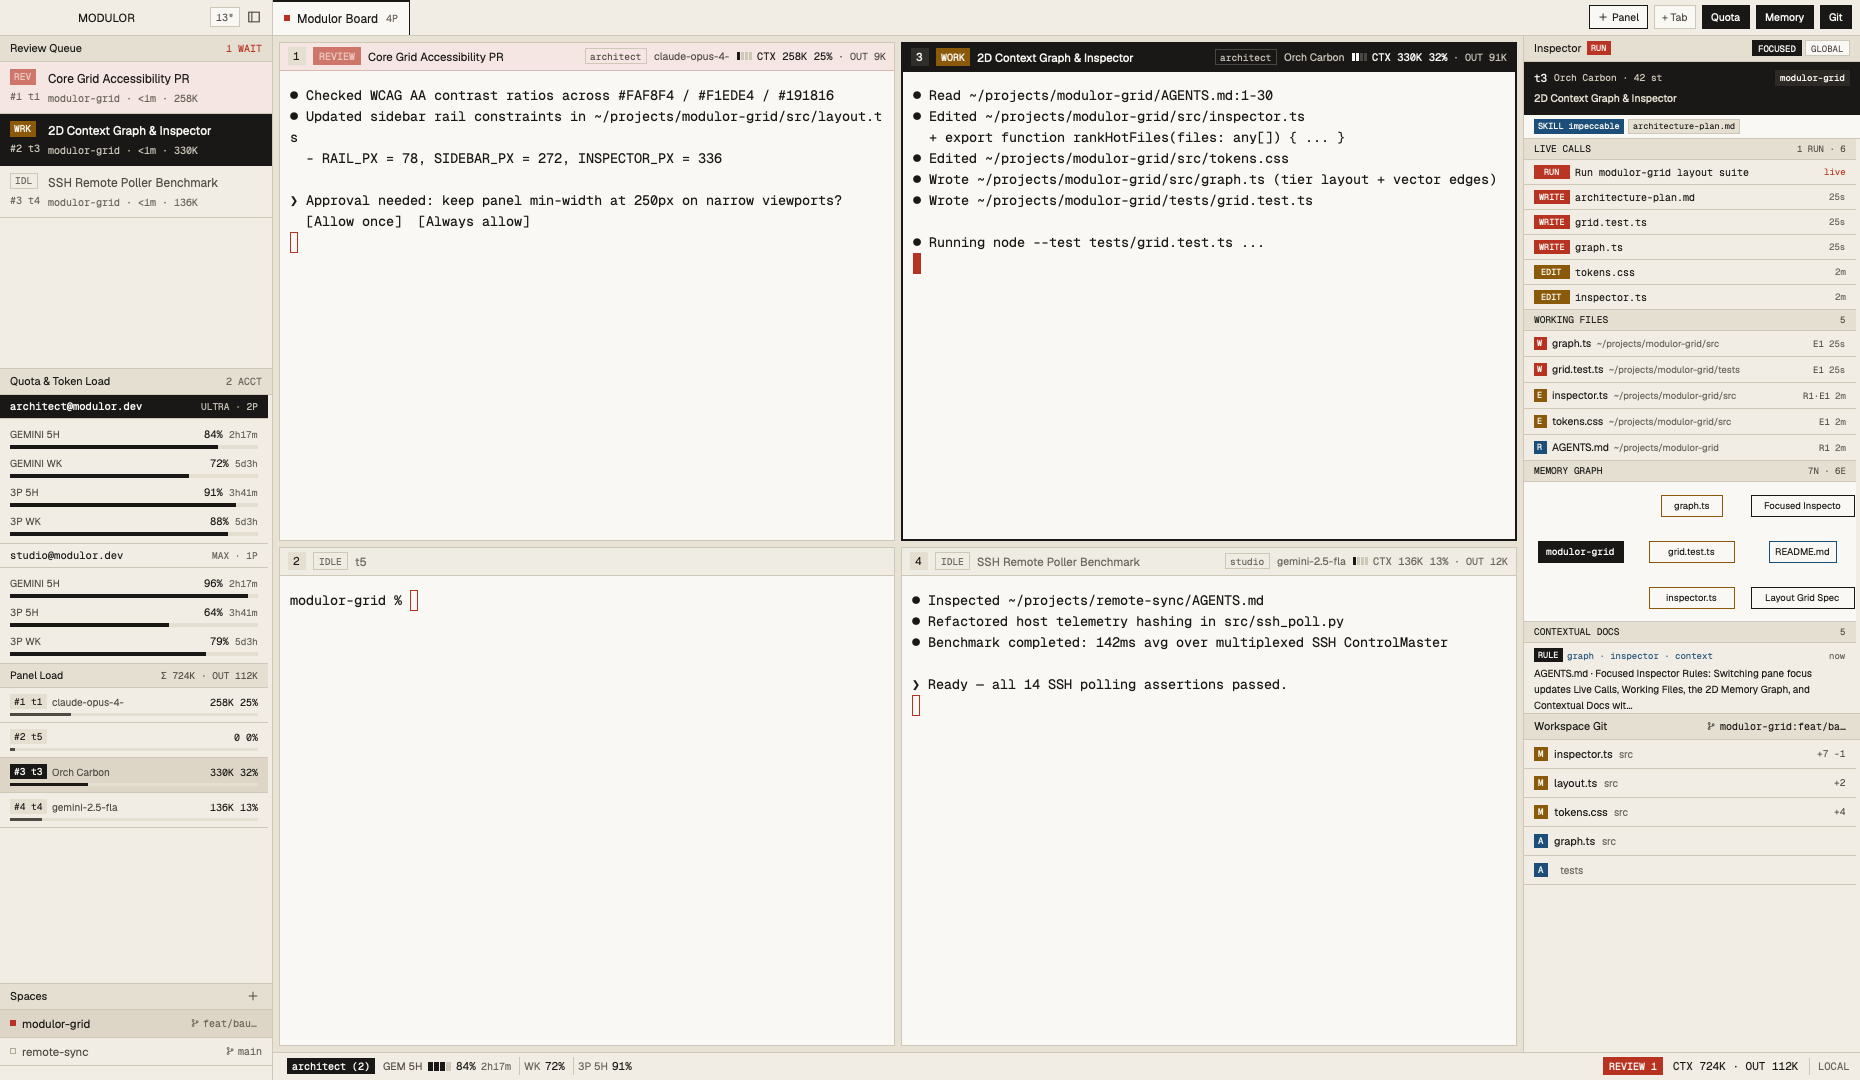 MODULOR 13"
Modulor Board 4P
+ Panel + Tab Quota Memory Git
Review Queue 1 WAIT
REV Core Grid Accessibility PR
#1 t1 modulor-grid · <1m · 258K
WRK 2D Context Graph & Inspector
#2 t3 modulor-grid · <1m · 330K
IDL SSH Remote Poller Benchmark
#3 t4 modulor-grid · <1m · 136K
Quota & Token Load 2 ACCT
architect@modulor.dev ULTRA · 2P
GEMINI 5H 84% 2h17m
GEMINI WK 72% 5d3h
3P 5H 91% 3h41m
3P WK 88% 5d3h
studio@modulor.dev MAX · 1P
GEMINI 5H 96% 2h17m
3P 5H 64% 3h41m
3P WK 79% 5d3h
Panel Load Σ 724K · OUT 112K
#1 t1 claude-opus-4- 258K 25%
#2 t5 0 0%
#3 t3 Orch Carbon 330K 32%
#4 t4 gemini-2.5-fla 136K 13%
Spaces +
modulor-grid feat/bau…
remote-sync main
1 REVIEW Core Grid Accessibility PR architect claude-opus-4- CTX 258K 25% · OUT 9K
● Checked WCAG AA contrast ratios across #FAF8F4 / #F1EDE4 / #191816
● Updated sidebar rail constraints in ~/projects/modulor-grid/src/layout.t
s
- RAIL_PX = 78, SIDEBAR_PX = 272, INSPECTOR_PX = 336
❯ Approval needed: keep panel min-width at 250px on narrow viewports?
[Allow once] [Always allow]
3 WORK 2D Context Graph & Inspector architect Orch Carbon CTX 330K 32% · OUT 91K
● Read ~/projects/modulor-grid/AGENTS.md:1-30
● Edited ~/projects/modulor-grid/src/inspector.ts
+ export function rankHotFiles(files: any[]) { ... }
● Edited ~/projects/modulor-grid/src/tokens.css
● Wrote ~/projects/modulor-grid/src/graph.ts (tier layout + vector edges)
● Wrote ~/projects/modulor-grid/tests/grid.test.ts
● Running node --test tests/grid.test.ts ...
2 IDLE t5
modulor-grid %
4 IDLE SSH Remote Poller Benchmark studio gemini-2.5-fla CTX 136K 13% · OUT 12K
● Inspected ~/projects/remote-sync/AGENTS.md
● Refactored host telemetry hashing in src/ssh_poll.py
● Benchmark completed: 142ms avg over multiplexed SSH ControlMaster
❯ Ready — all 14 SSH polling assertions passed.
Inspector RUN FOCUSED GLOBAL
t3 Orch Carbon · 42 st modulor-grid
2D Context Graph & Inspector
SKILL impeccable architecture-plan.md
LIVE CALLS 1 RUN · 6
RUN Run modulor-grid layout suite live
WRITE architecture-plan.md 25s
WRITE grid.test.ts 25s
WRITE graph.ts 25s
EDIT tokens.css 2m
EDIT inspector.ts 2m
WORKING FILES 5
W graph.ts ~/projects/modulor-grid/src E1 25s
W grid.test.ts ~/projects/modulor-grid/tests E1 25s
E inspector.ts ~/projects/modulor-grid/src R1·E1 2m
E tokens.css ~/projects/modulor-grid/src E1 2m
R AGENTS.md ~/projects/modulor-grid R1 2m
MEMORY GRAPH 7N · 6E
graph.ts Focused Inspecto
modulor-grid grid.test.ts README.md
inspector.ts Layout Grid Spec
CONTEXTUAL DOCS 5
RULE graph · inspector · context now
AGENTS.md · Focused Inspector Rules: Switching pane focus
updates Live Calls, Working Files, the 2D Memory Graph, and
Contextual Docs wit…
Workspace Git modulor-grid:feat/ba…
M inspector.ts src +7 -1
M layout.ts src +2
M tokens.css src +4
A graph.ts src
A tests
architect (2) GEM 5H 84% 2h17m WK 72% 3P 5H 91%
REVIEW 1 CTX 724K · OUT 112K LOCAL